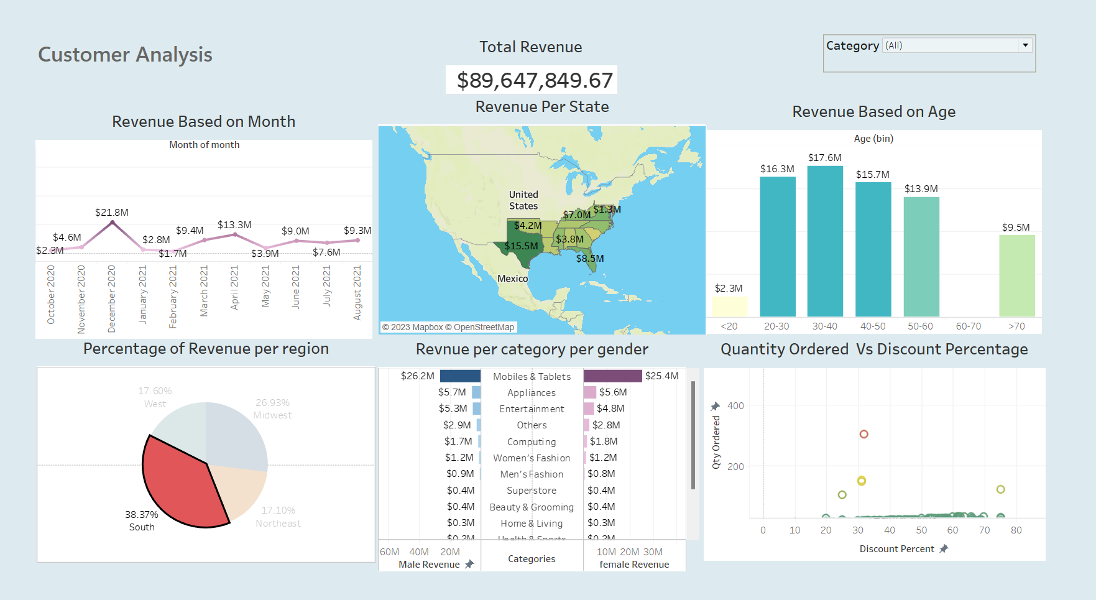 Customer Analysis
Total Revenue
$89,647,849.67
Category (All)
Revenue Based on Month
Month of month
$2.3M
$4.6M
$21.8M
$2.8M
$1.7M
$9.4M
$13.3M
$3.9M
$9.0M
$7.6M
$9.3M
October 2020
November 2020
December 2020
January 2021
February 2021
March 2021
April 2021
May 2021
June 2021
July 2021
August 2021
Revenue Per State
United
States
$7.0M
$1.3M
$4.2M
$15.5M
$3.8M
$8.5M
Mexico
© 2023 Mapbox © OpenStreetMap
Revenue Based on Age
Age (bin)
$2.3M
$16.3M
$17.6M
$15.7M
$13.9M
$9.5M
<20
20-30
30-40
40-50
50-60
60-70
>70
Percentage of Revenue per region
17.60%
West
26.93%
Midwest
38.37%
South
17.10%
Northeast
Revnue per category per gender
$26.2M Mobiles & Tablets $25.4M
$5.7M Appliances $5.6M
$5.3M Entertainment $4.8M
$2.9M Others $2.8M
$1.7M Computing $1.8M
$1.2M Women's Fashion $1.2M
$0.9M Men's Fashion $0.8M
$0.4M Superstore $0.4M
$0.4M Beauty & Grooming $0.4M
$0.3M Home & Living $0.3M
$0.2M Health & Sports $0.2M
60M 40M 20M
Male Revenue
Categories
10M 20M 30M
female Revenue
Quantity Ordered Vs Discount Percentage
Qty Ordered
400
200
0 10 20 30 40 50 60 70 80
Discount Percent